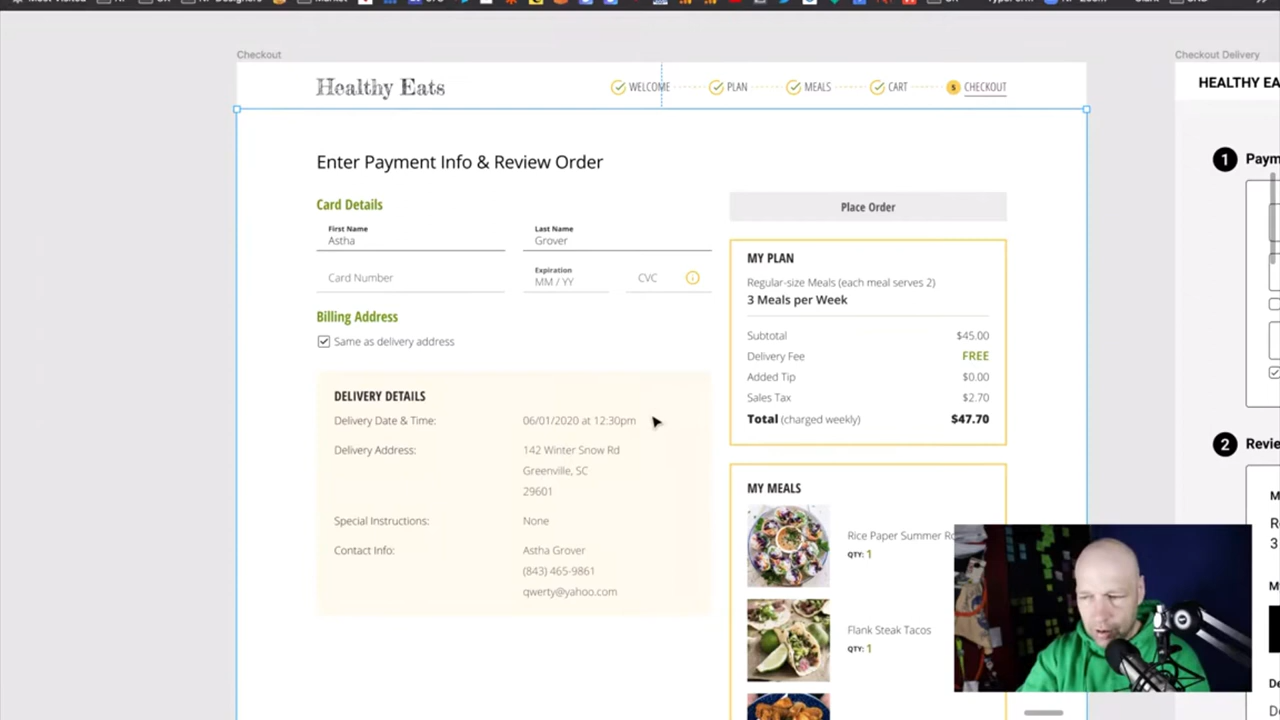 Checkout
Checkout Delivery
Healthy Eats
WELCOME
PLAN
MEALS
CART
5 CHECKOUT
HEALTHY EA
Enter Payment Info & Review Order
1 Paym
Card Details
First Name
Astha
Last Name
Grover
Card Number
Expiration
MM / YY
CVC
Billing Address
Same as delivery address
DELIVERY DETAILS
Delivery Date & Time: 06/01/2020 at 12:30pm
Delivery Address: 142 Winter Snow Rd
Greenville, SC
29601
Special Instructions: None
Contact Info: Astha Grover
(843) 465-9861
qwerty@yahoo.com
Place Order
MY PLAN
Regular-size Meals (each meal serves 2)
3 Meals per Week
Subtotal $45.00
Delivery Fee FREE
Added Tip $0.00
Sales Tax $2.70
Total (charged weekly) $47.70
MY MEALS
Rice Paper Summer Ro
QTY: 1
Flank Steak Tacos
QTY: 1
2 Revie